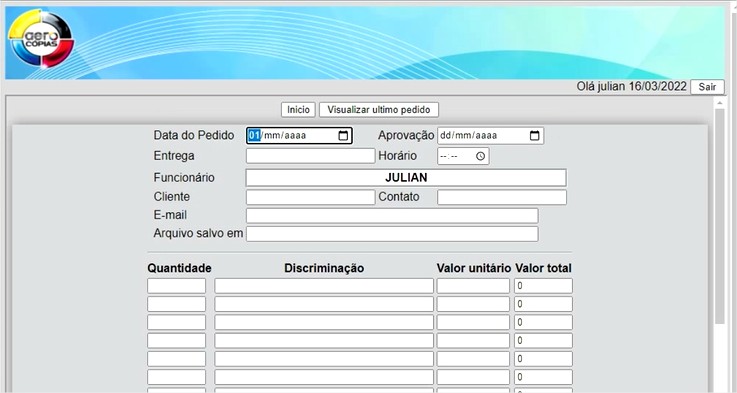 aero
CÓPIAS
Olá julian 16/03/2022 Sair
Inicio Visualizar ultimo pedido
Data do Pedido 01/mm/aaaa Aprovação dd/mm/aaaa
Entrega Horário --:--
Funcionário JULIAN
Cliente Contato
E-mail
Arquivo salvo em
Quantidade Discriminação Valor unitário Valor total
0
0
0
0
0
0